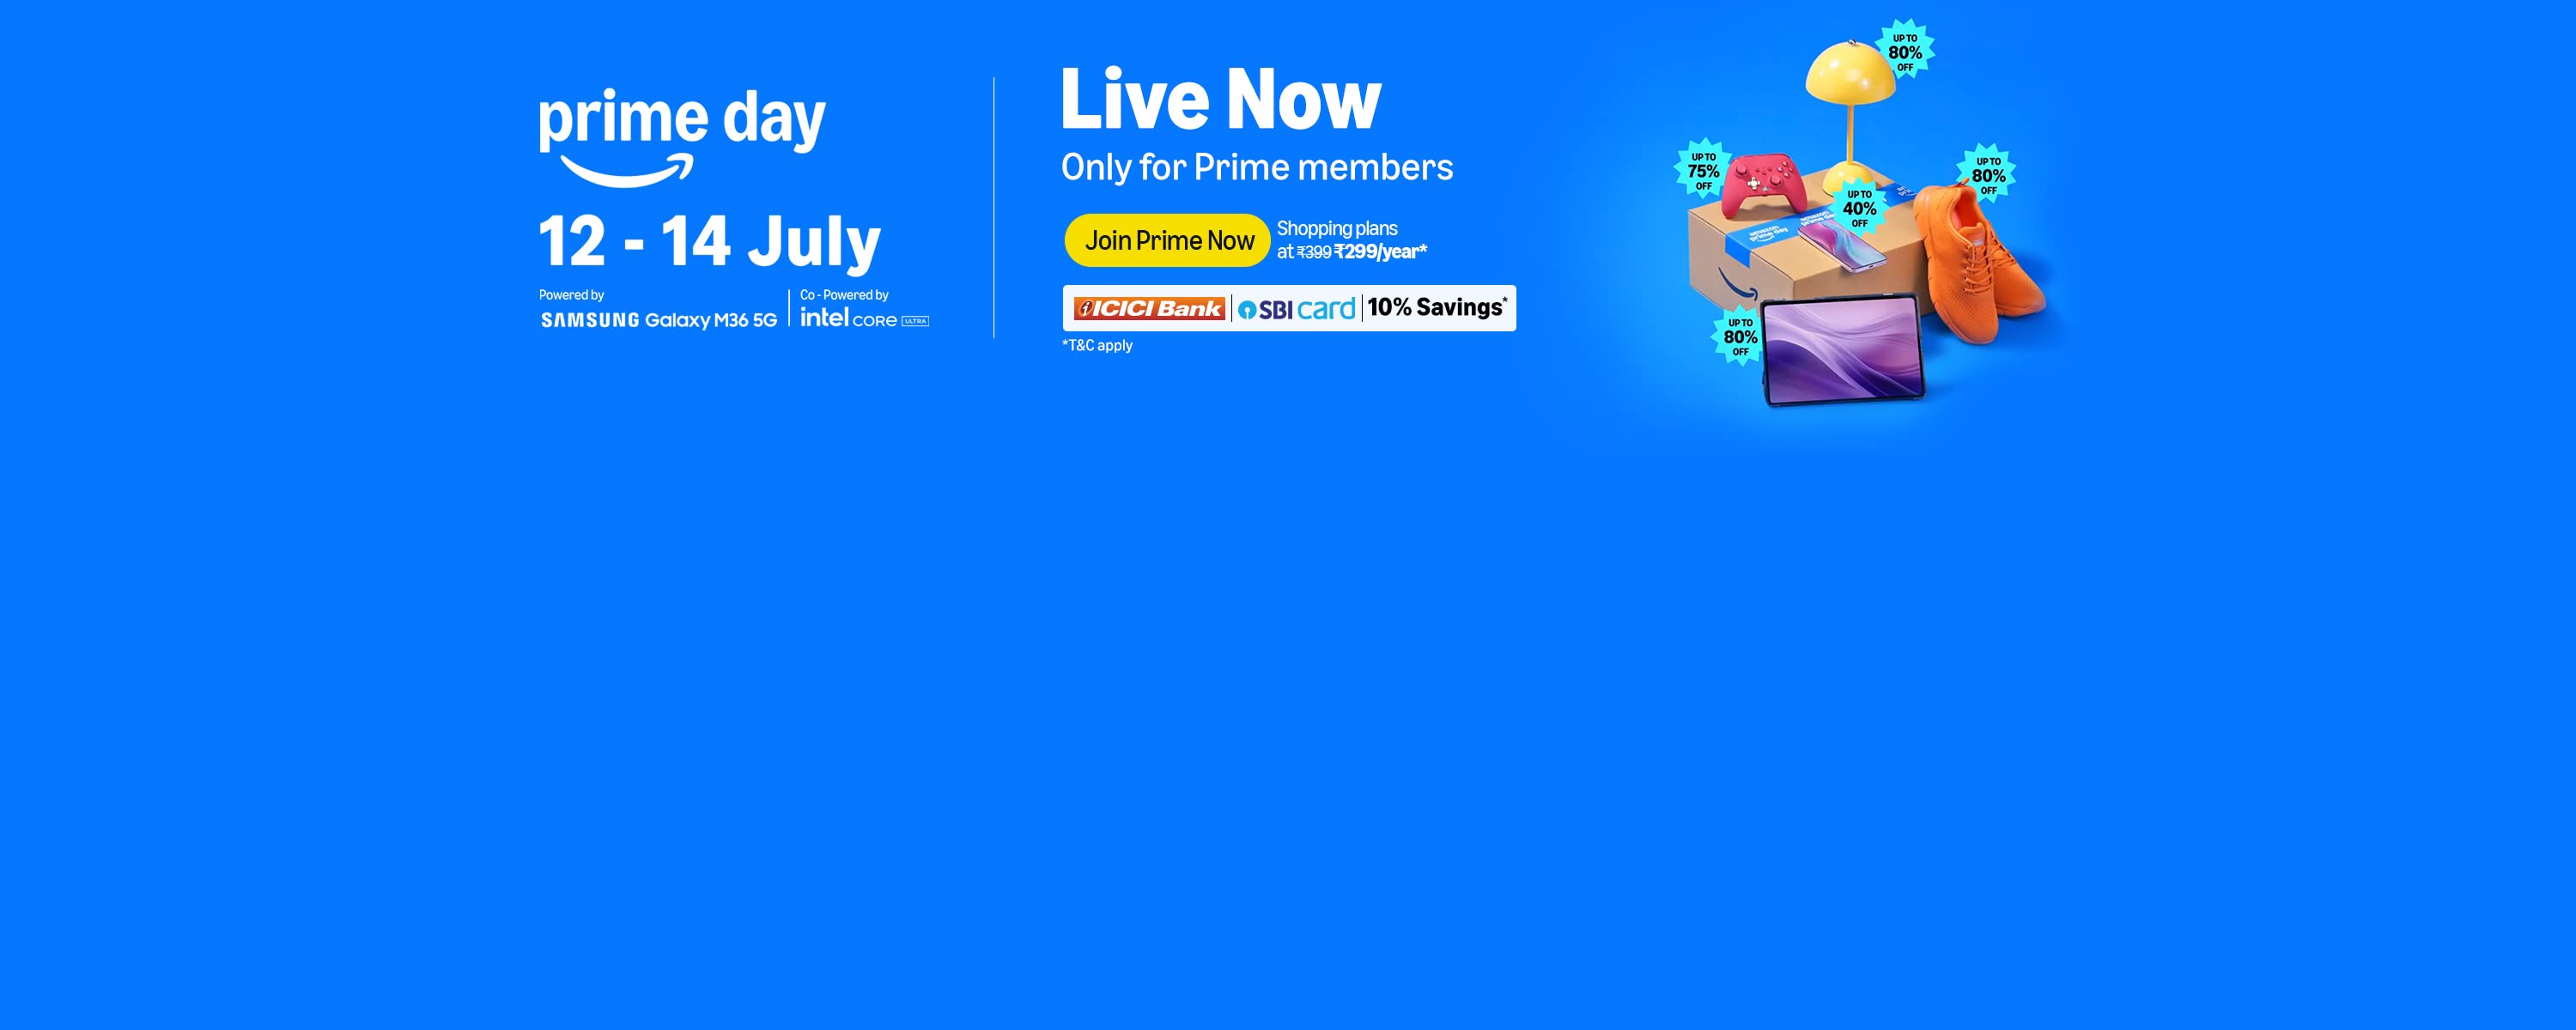 prime day
12 - 14 July
Powered by
SAMSUNG Galaxy M36 5G
Co - Powered by
intel CORE ULTRA
Live Now
Only for Prime members
Join Prime Now
Shopping plans
at ₹399 ₹299/year*
ICICI Bank
SBI card
10% Savings*
*T&C apply
UP TO
80%
OFF
UP TO
75%
OFF
UP TO
40%
OFF
UP TO
80%
OFF
UP TO
80%
OFF